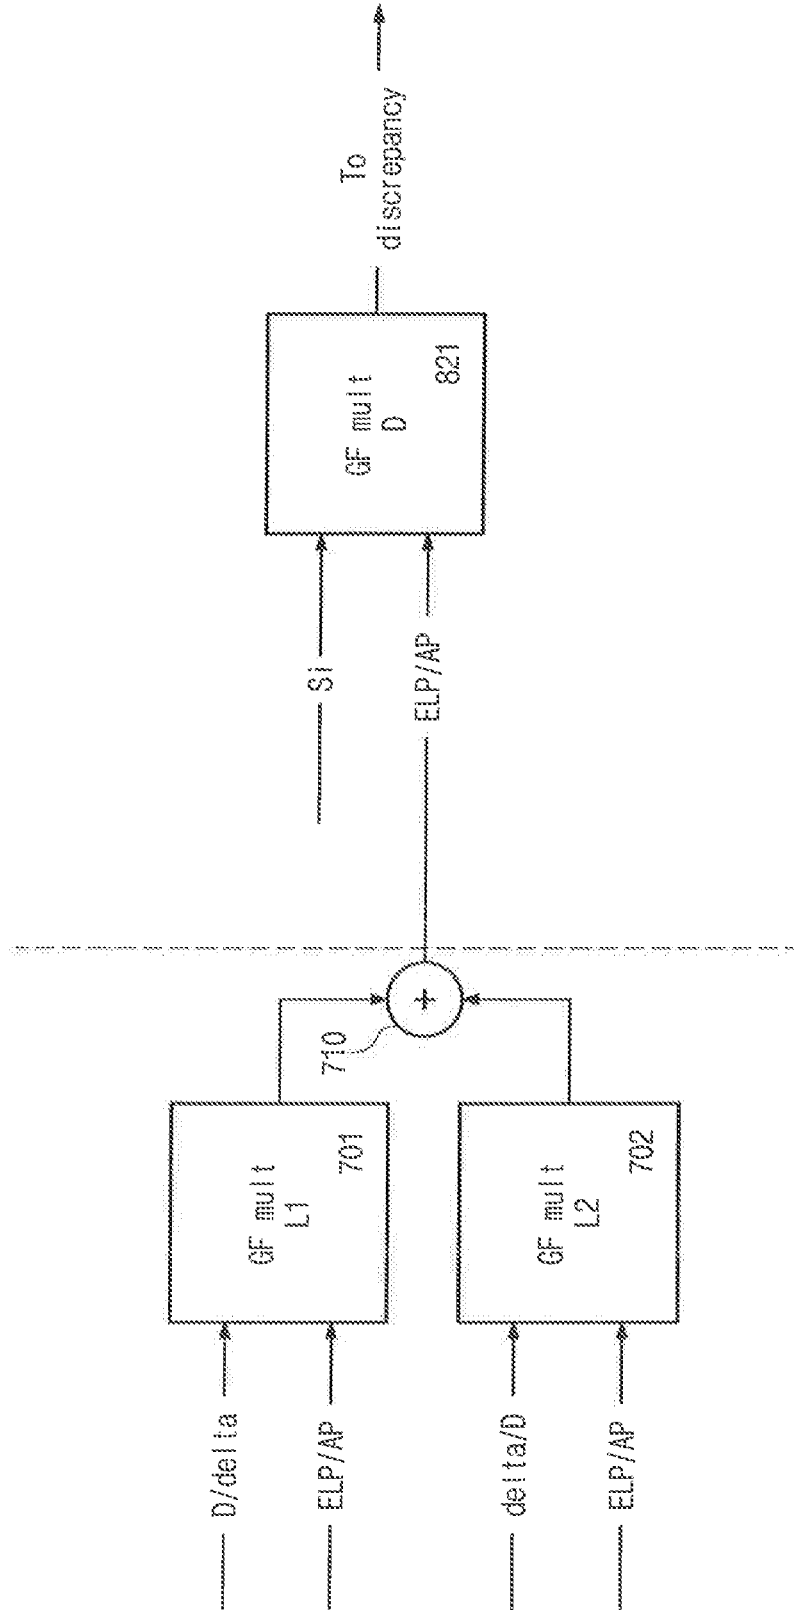 D/delta
ELP/AP
GF mult
L1
701
delta/D
ELP/AP
GF mult
L2
702
710
+
Si
ELP/AP
GF mult
D
821
To
discrepancy